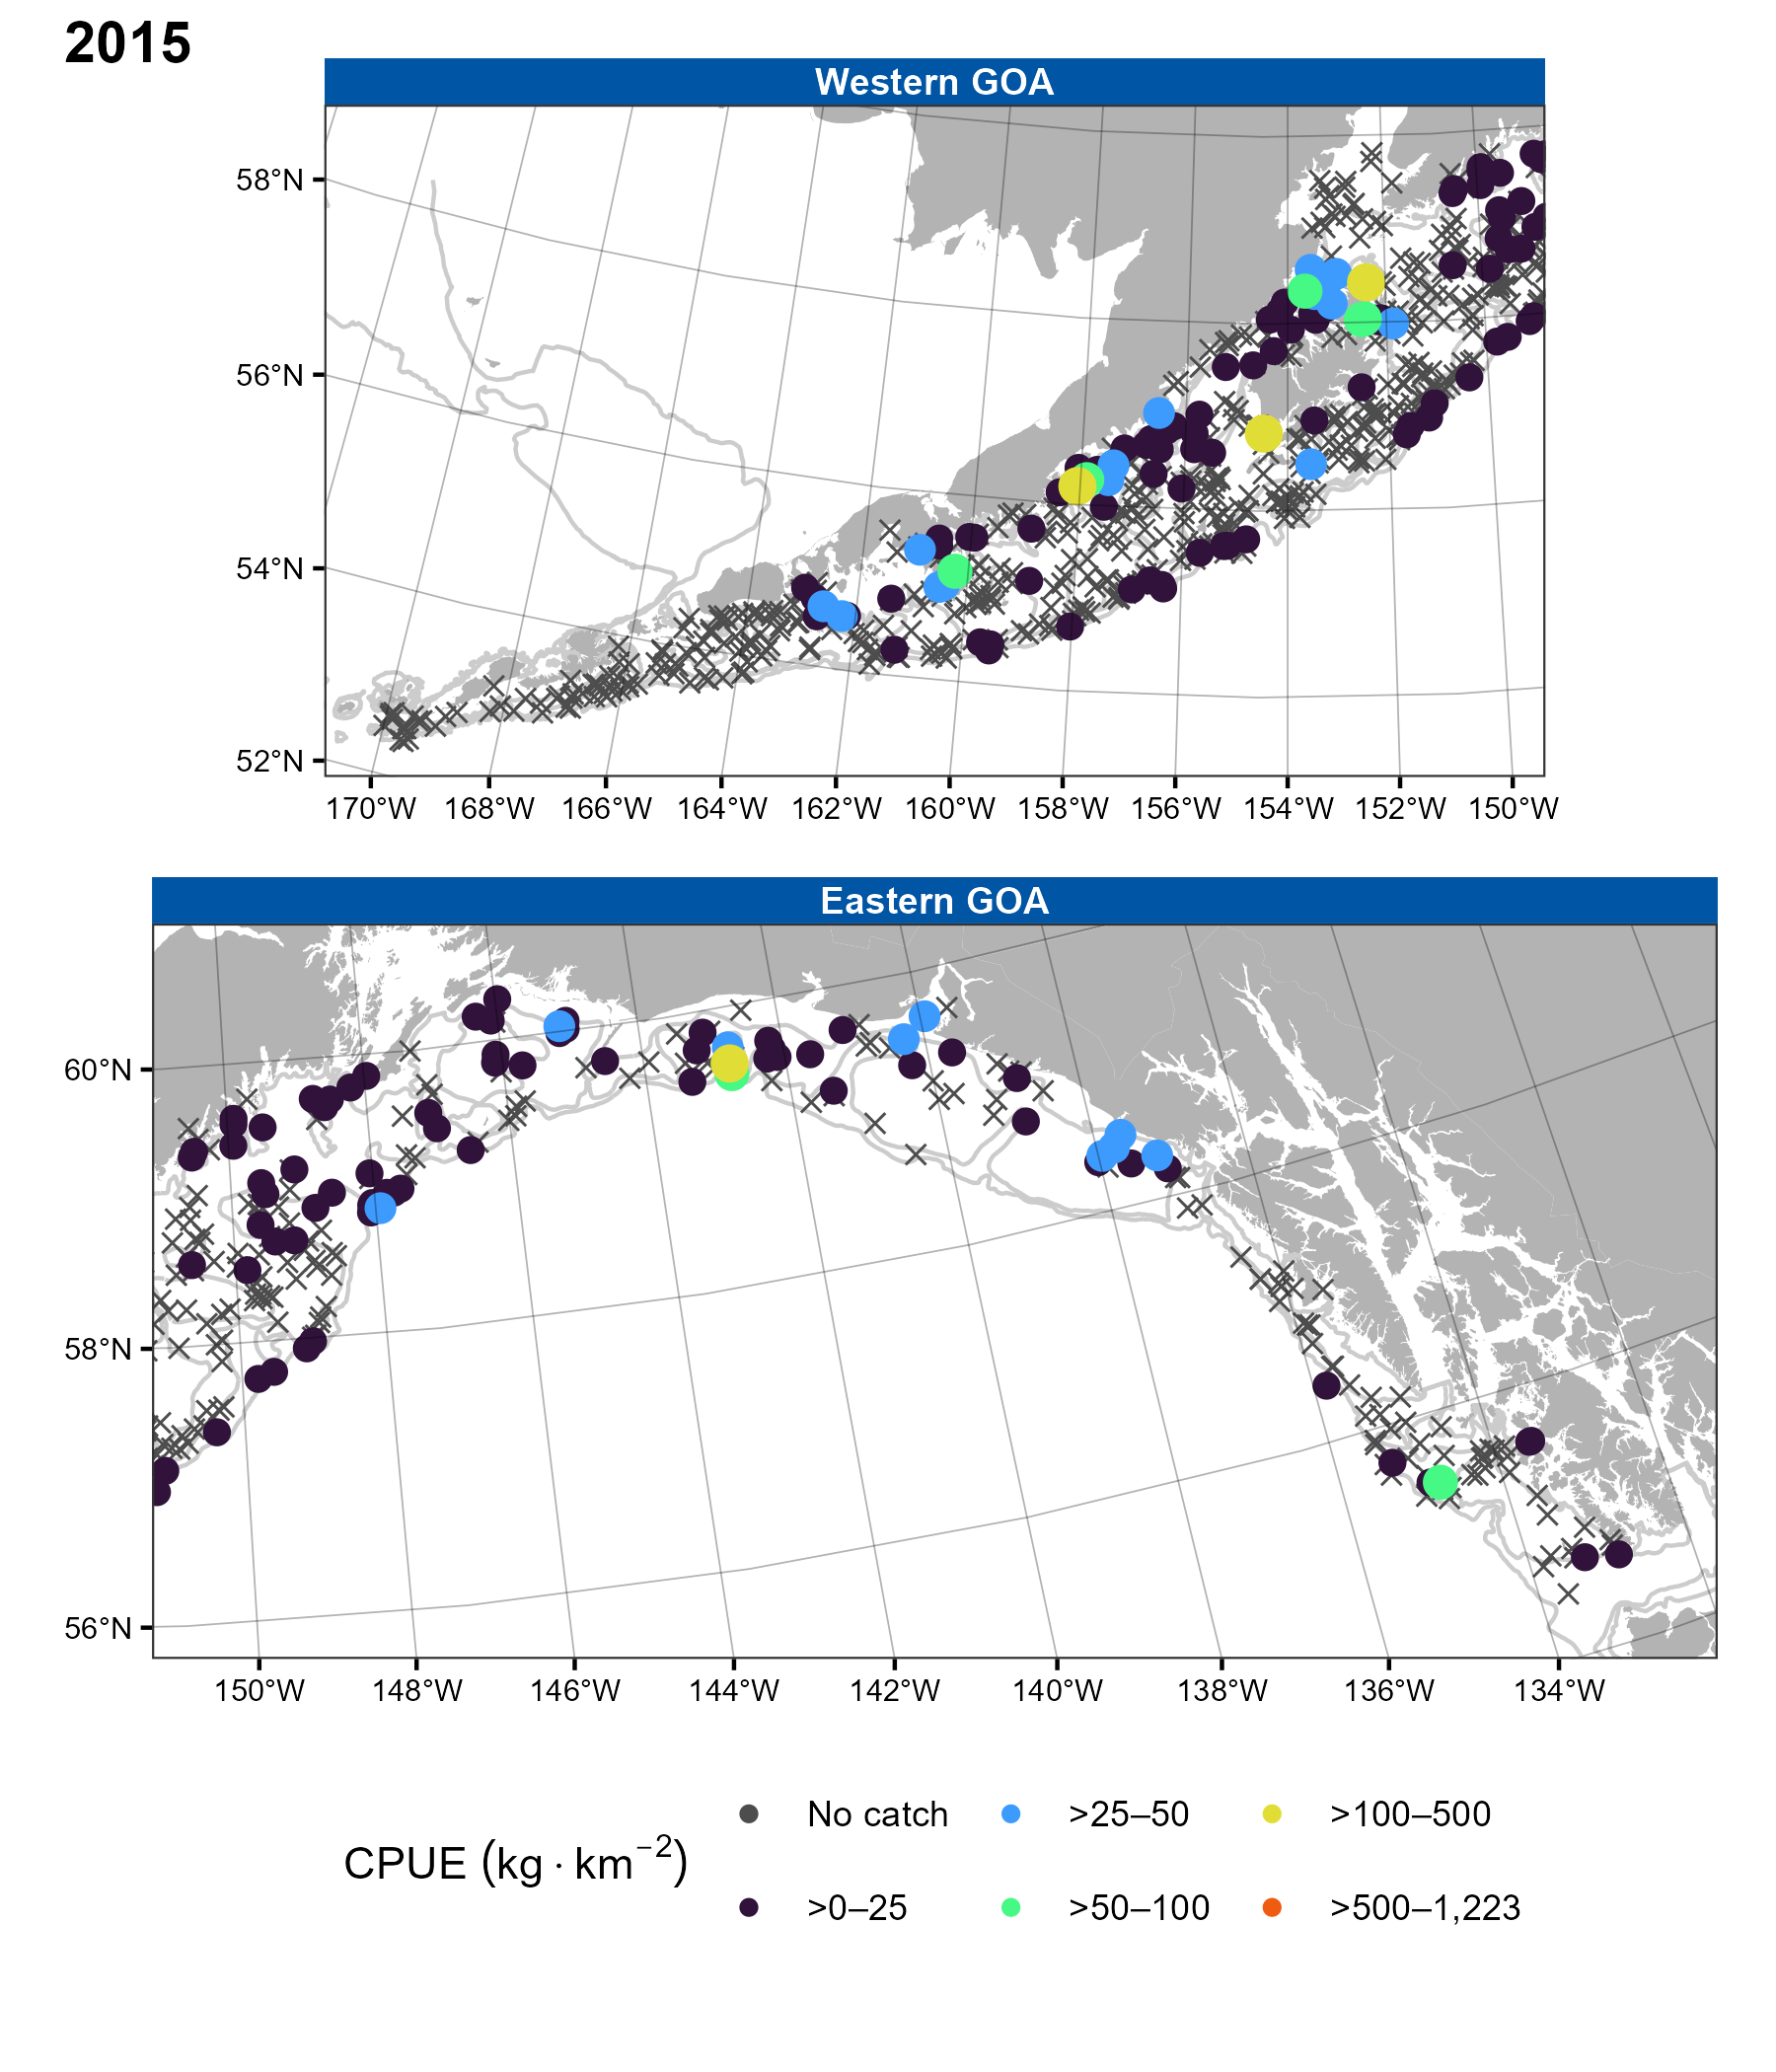 2015
Western GOA
58°N
56°N
54°N
52°N
170°W 168°W 166°W 164°W 162°W 160°W 158°W 156°W 154°W 152°W 150°W
Eastern GOA
60°N
58°N
56°N
150°W 148°W 146°W 144°W 142°W 140°W 138°W 136°W 134°W
CPUE (kg · km⁻²)
No catch >25–50 >100–500
>0–25 >50–100 >500–1,223